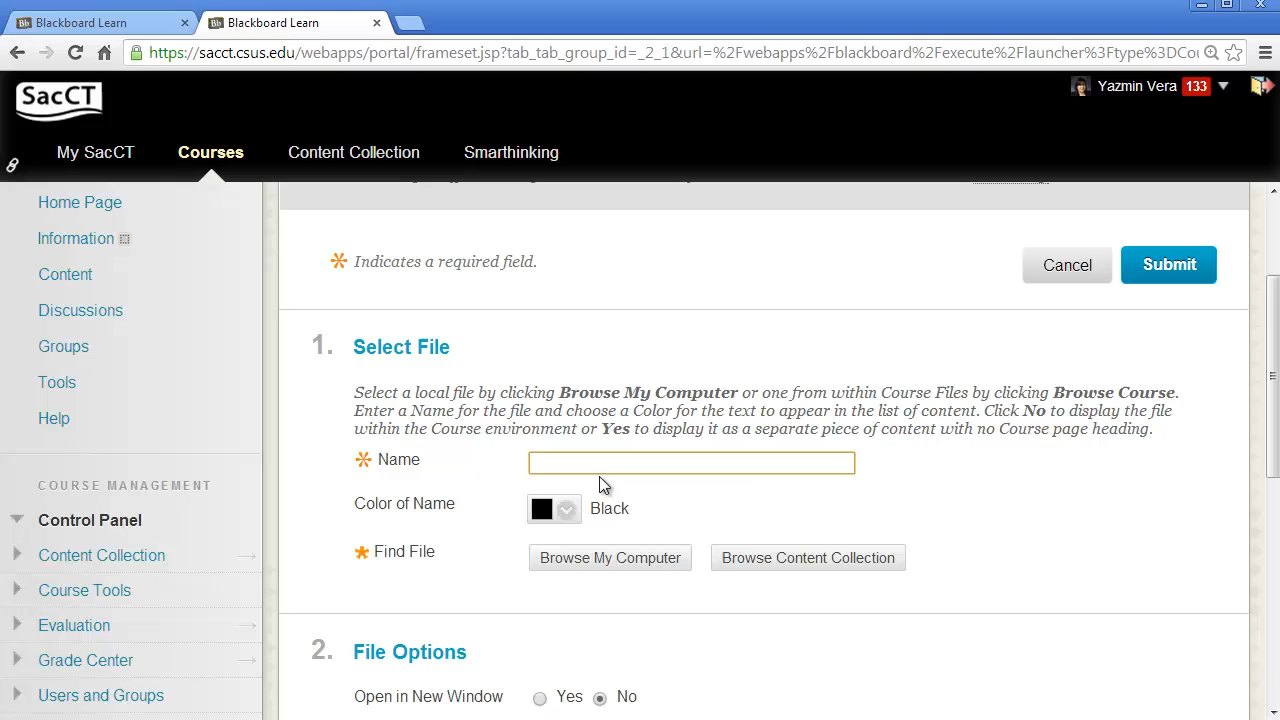 Blackboard Learn
Blackboard Learn
https://sacct.csus.edu/webapps/portal/frameset.jsp?tab_tab_group_id=_2_1&url=%2Fwebapps%2Fblackboard%2Fexecute%2Flauncher%3Ftype%3DCou
SacCT
Yazmin Vera 133
My SacCT
Courses
Content Collection
Smarthinking
Home Page
Information
Content
Discussions
Groups
Tools
Help
COURSE MANAGEMENT
Control Panel
Content Collection
Course Tools
Evaluation
Grade Center
Users and Groups
Indicates a required field.
Cancel
Submit
1. Select File
Select a local file by clicking Browse My Computer or one from within Course Files by clicking Browse Course.
Enter a Name for the file and choose a Color for the text to appear in the list of content. Click No to display the file
within the Course environment or Yes to display it as a separate piece of content with no Course page heading.
Name
Color of Name
Black
Find File
Browse My Computer
Browse Content Collection
2. File Options
Open in New Window
Yes
No